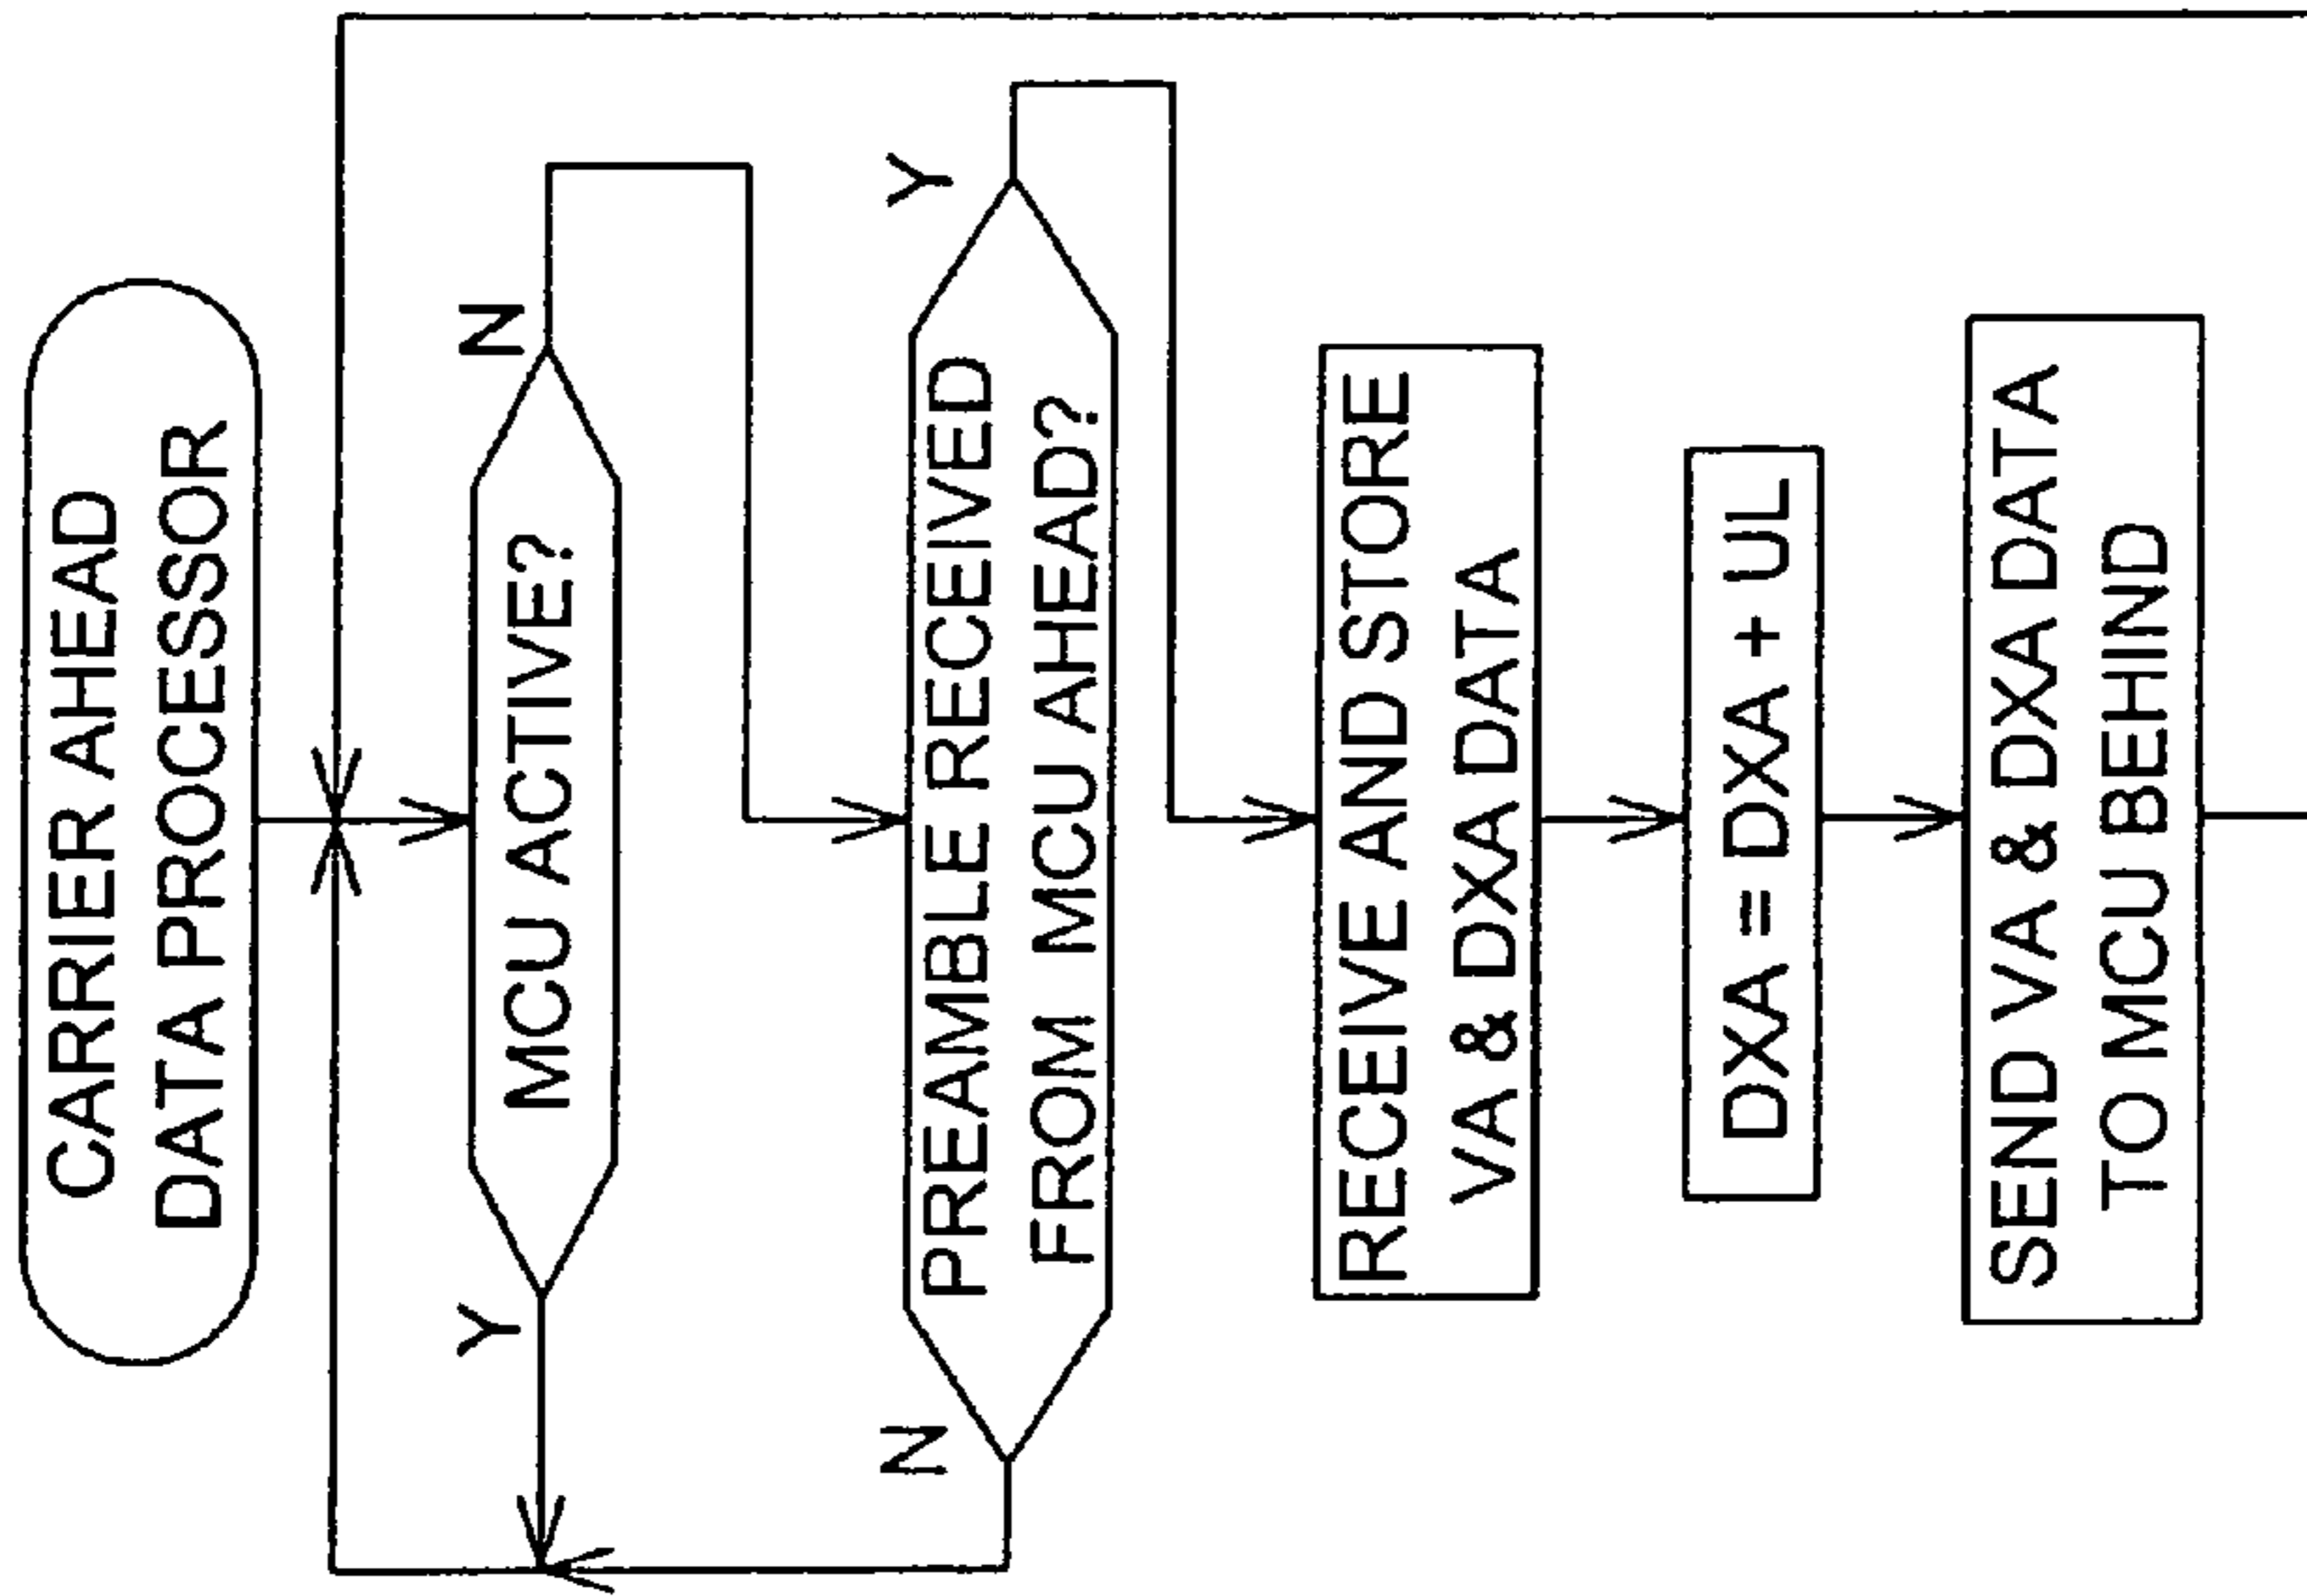 CARRIER AHEAD
DATA PROCESSOR
Y
MCU ACTIVE?
N
N
PREAMBLE RECEIVED
FROM MCU AHEAD?
Y
RECEIVE AND STORE
VA & DXA DATA
DXA = DXA + UL
SEND VA & DXA DATA
TO MCU BEHIND